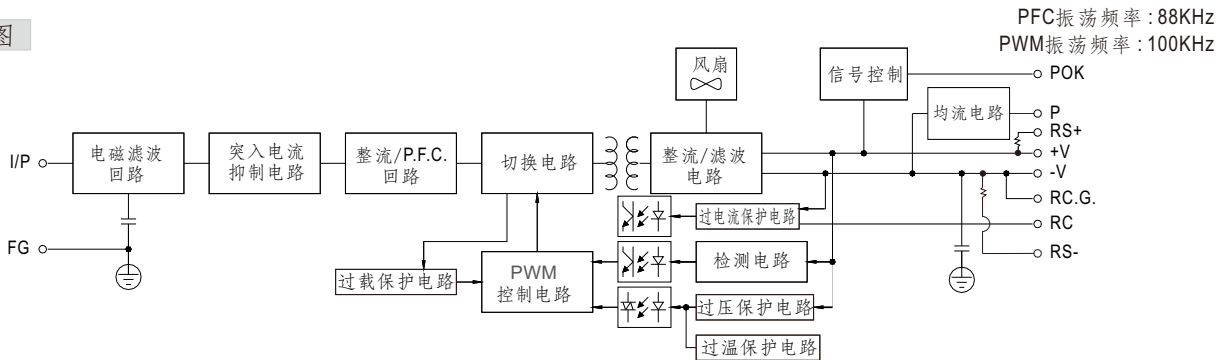 PFC振荡频率 : 88KHz
图
PWM振荡频率 : 100KHz
风扇
信号控制
POK
均流电路
P
RS+
I/P
电磁滤波
回路
突入电流
抑制电路
整流/P.F.C.
回路
切换电路
整流/滤波
电路
+V
-V
RC.G.
过电流保护电路
RC
FG
RS-
过载保护电路
PWM
控制电路
检测电路
过压保护电路
过温保护电路